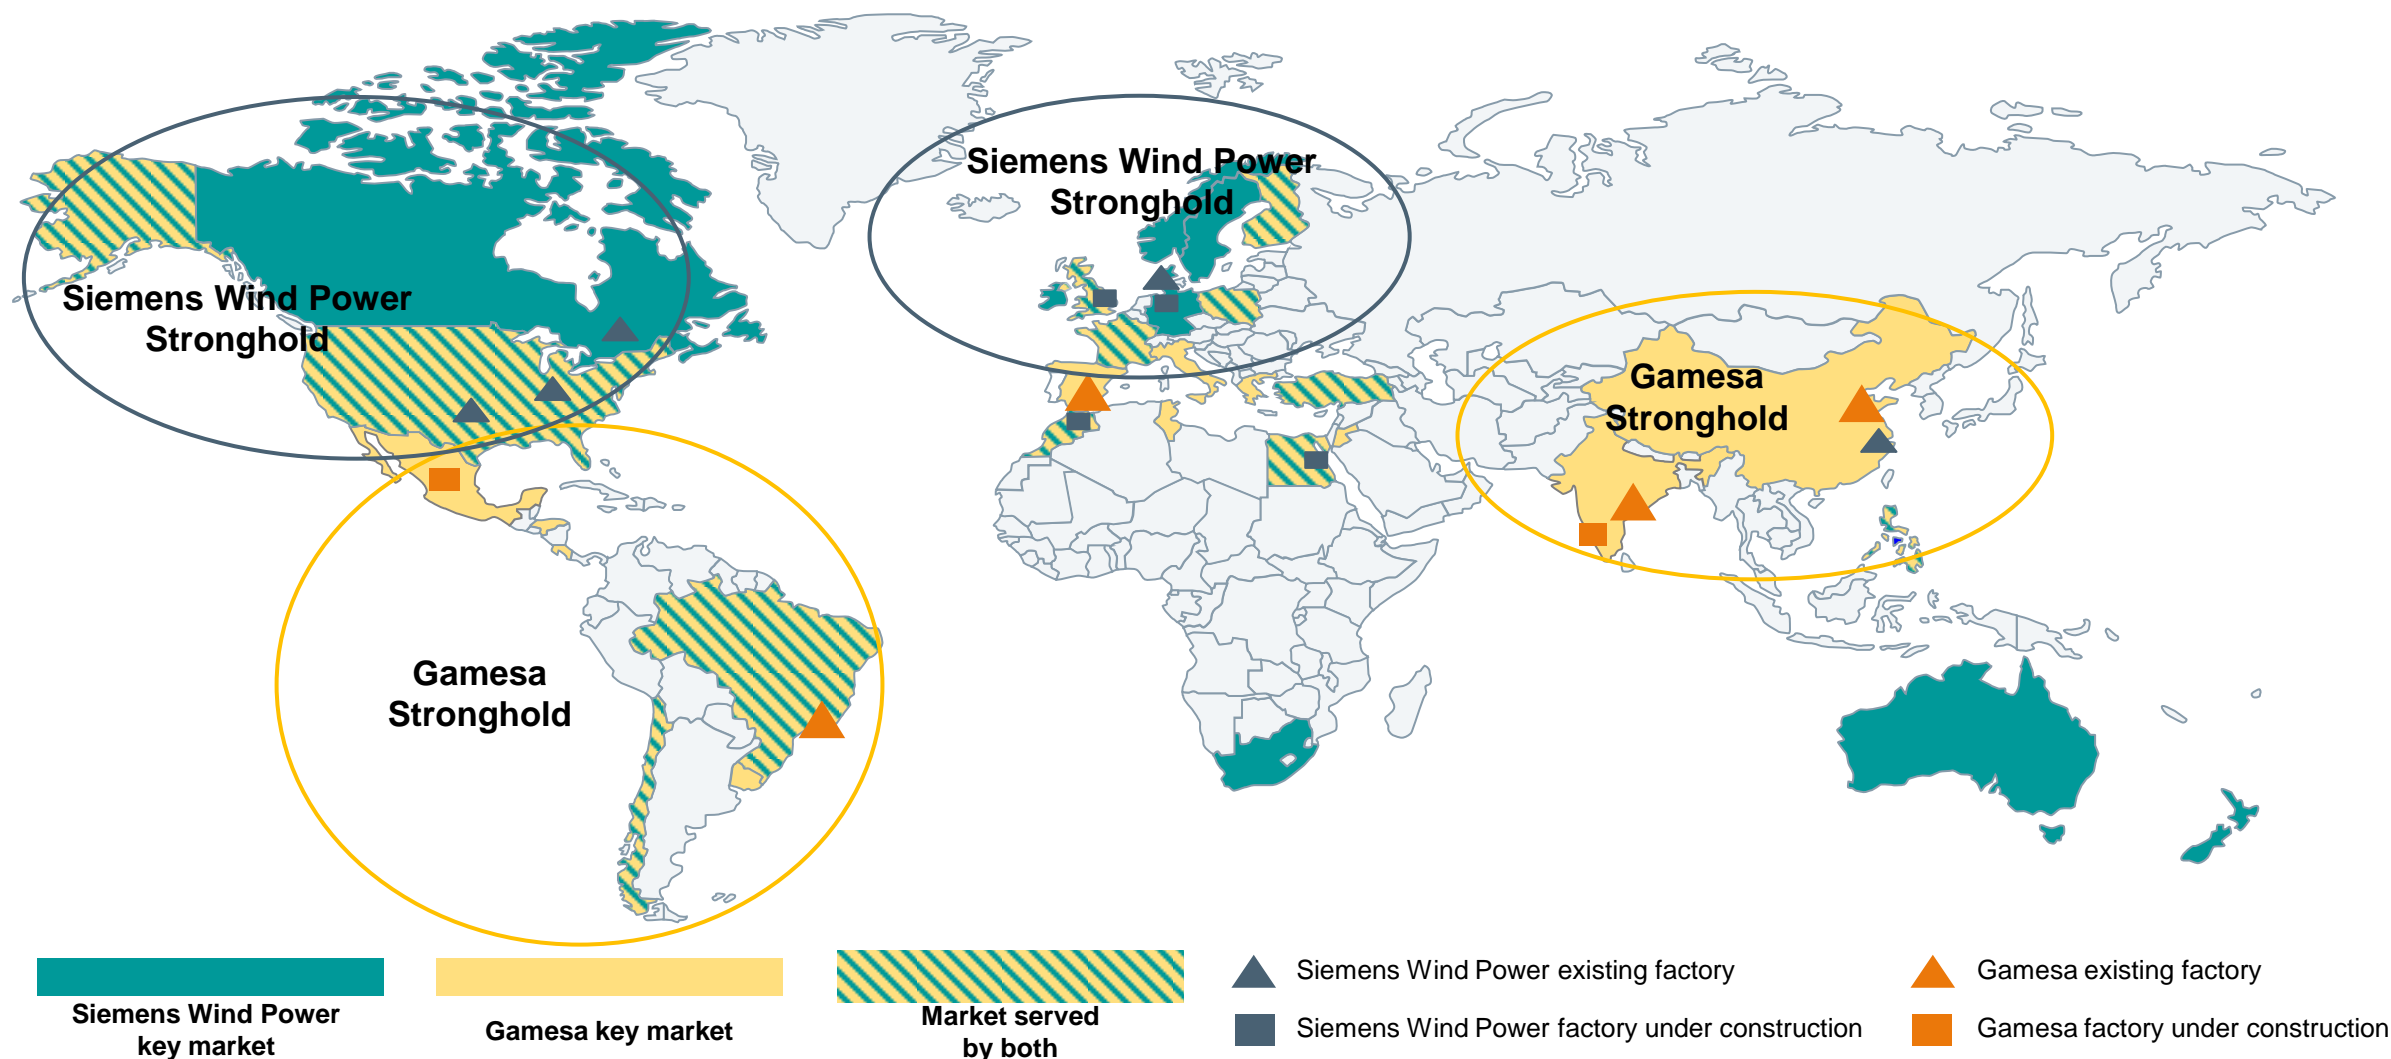 Siemens Wind Power
Stronghold
Siemens Wind Power
Stronghold
Gamesa
Stronghold
Gamesa
Stronghold
Siemens Wind Power
key market
Gamesa key market
Market served
by both
Siemens Wind Power existing factory
Siemens Wind Power factory under construction
Gamesa existing factory
Gamesa factory under construction